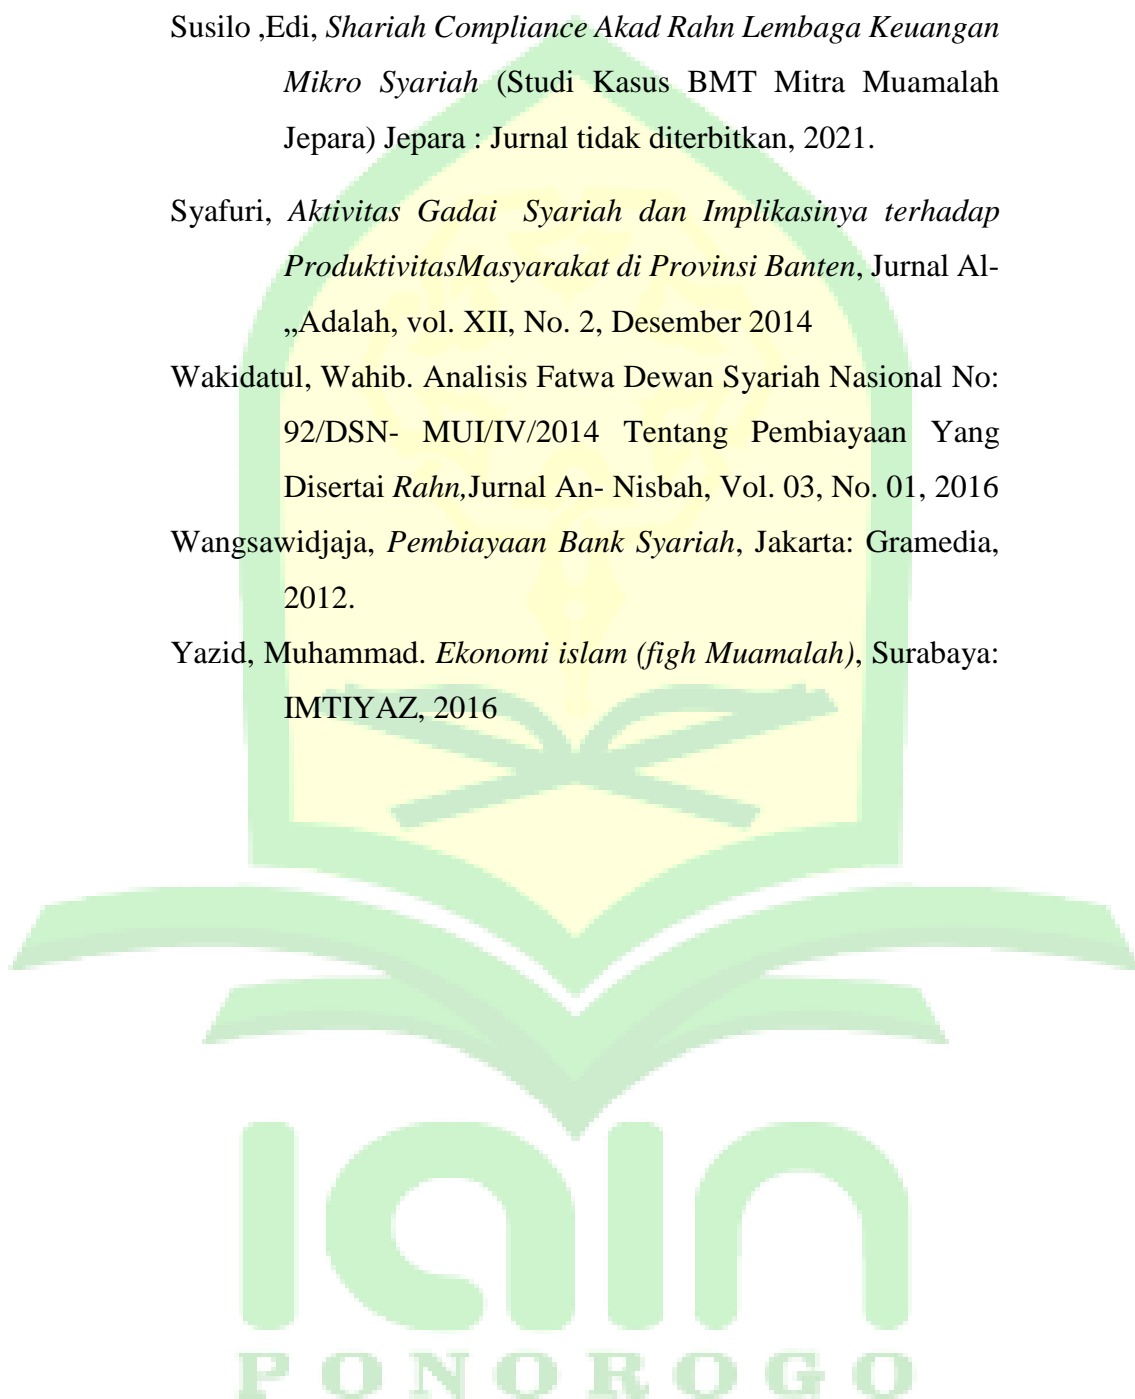 Susilo ,Edi, Shariah Compliance Akad Rahn Lembaga Keuangan
Mikro Syariah (Studi Kasus BMT Mitra Muamalah
Jepara) Jepara : Jurnal tidak diterbitkan, 2021.
Syafuri, Aktivitas Gadai Syariah dan Implikasinya terhadap
ProduktivitasMasyarakat di Provinsi Banten, Jurnal Al-
„Adalah, vol. XII, No. 2, Desember 2014
Wakidatul, Wahib. Analisis Fatwa Dewan Syariah Nasional No:
92/DSN- MUI/IV/2014 Tentang Pembiayaan Yang
Disertai Rahn,Jurnal An- Nisbah, Vol. 03, No. 01, 2016
Wangsawidjaja, Pembiayaan Bank Syariah, Jakarta: Gramedia,
2012.
Yazid, Muhammad. Ekonomi islam (figh Muamalah), Surabaya:
IMTIYAZ, 2016
iain
PONOROGO